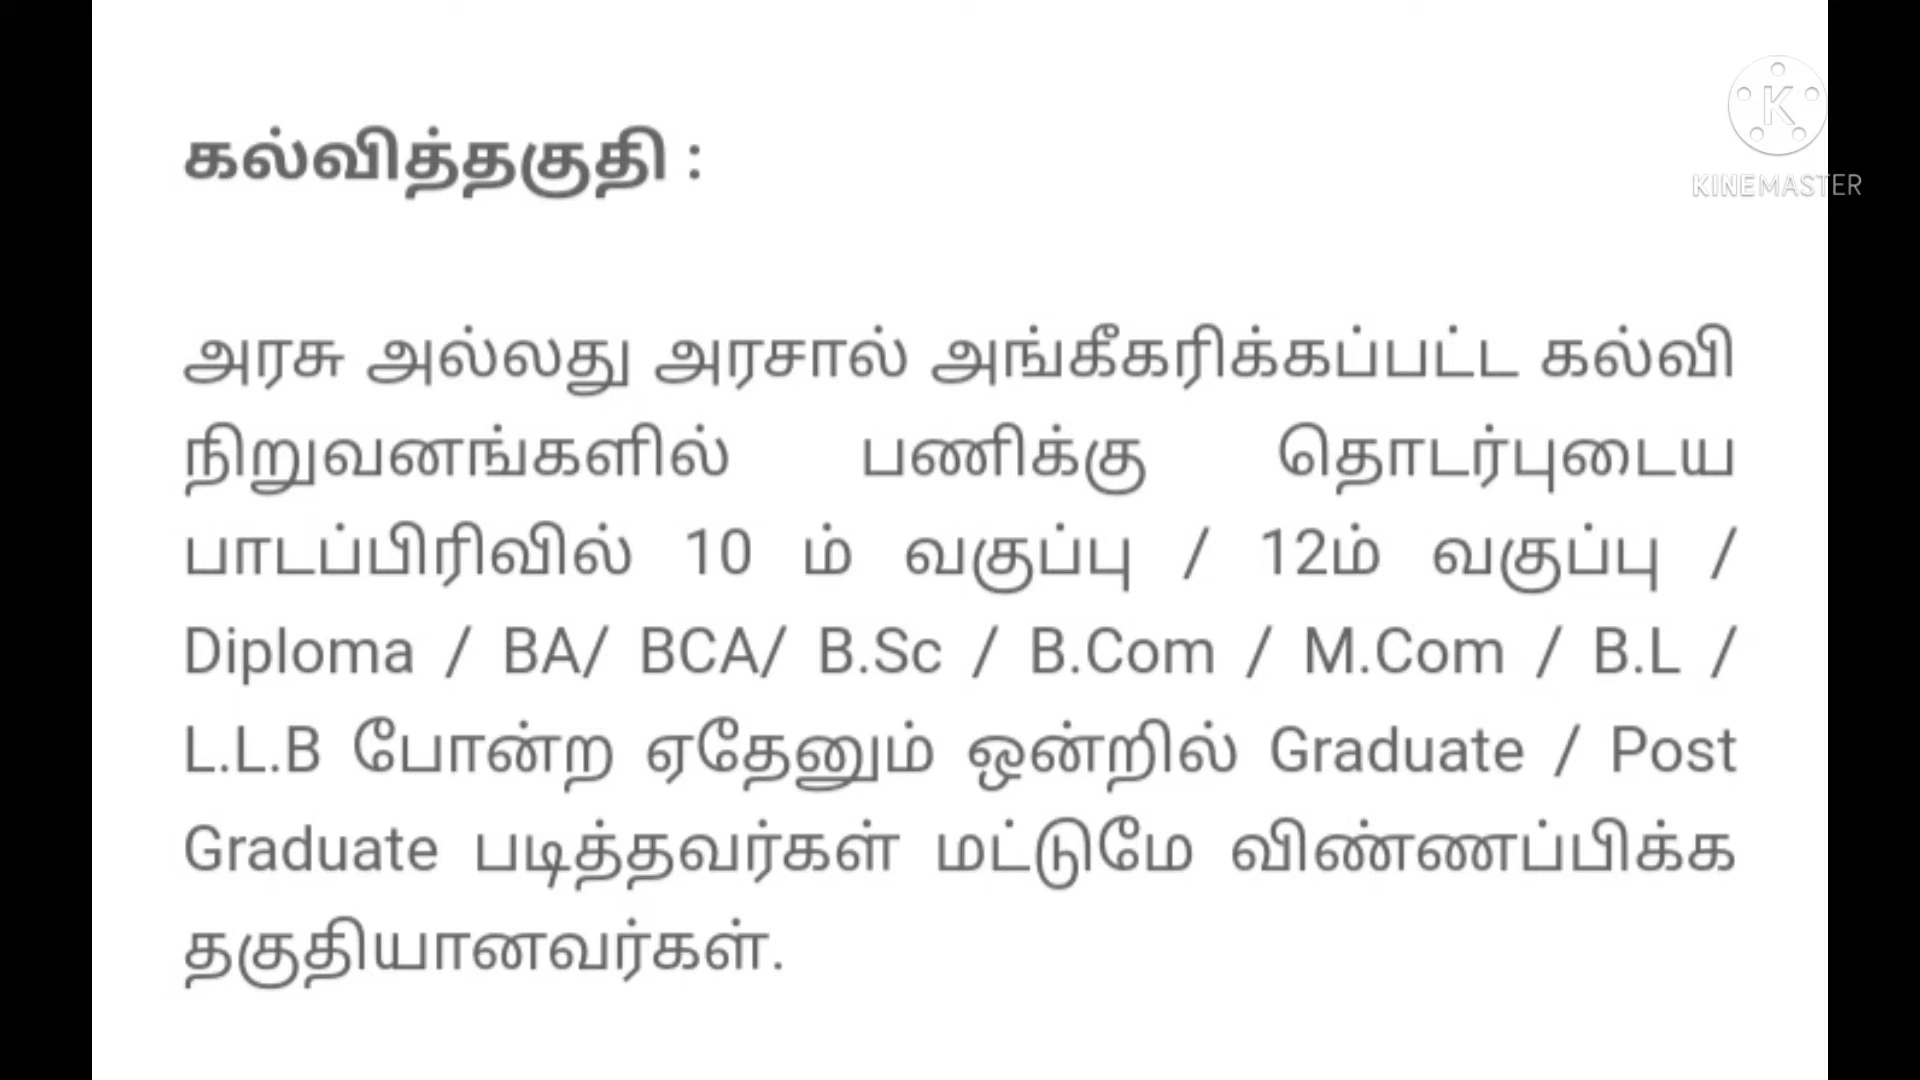 கல்வித்தகுதி :
KINEMASTER
அரசு அல்லது அரசால் அங்கீகரிக்கப்பட்ட கல்வி
நிறுவனங்களில் பணிக்கு தொடர்புடைய
பாடப்பிரிவில் 10 ம் வகுப்பு / 12ம் வகுப்பு /
Diploma / BA/ BCA/ B.Sc / B.Com / M.Com / B.L /
L.L.B போன்ற ஏதேனும் ஒன்றில் Graduate / Post
Graduate படித்தவர்கள் மட்டுமே விண்ணப்பிக்க
தகுதியானவர்கள்.